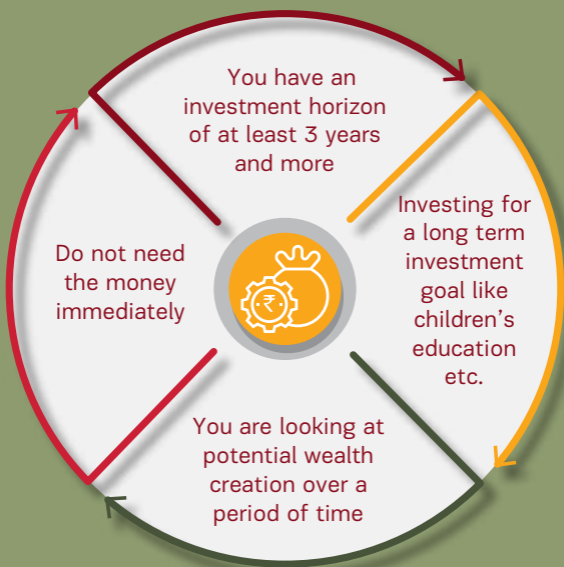 You have an
investment horizon
of at least 3 years
and more
Investing for
a long term
investment
goal like
children's
education
etc.
You are looking at
potential wealth
creation over a
period of time
Do not need
the money
immediately
₹